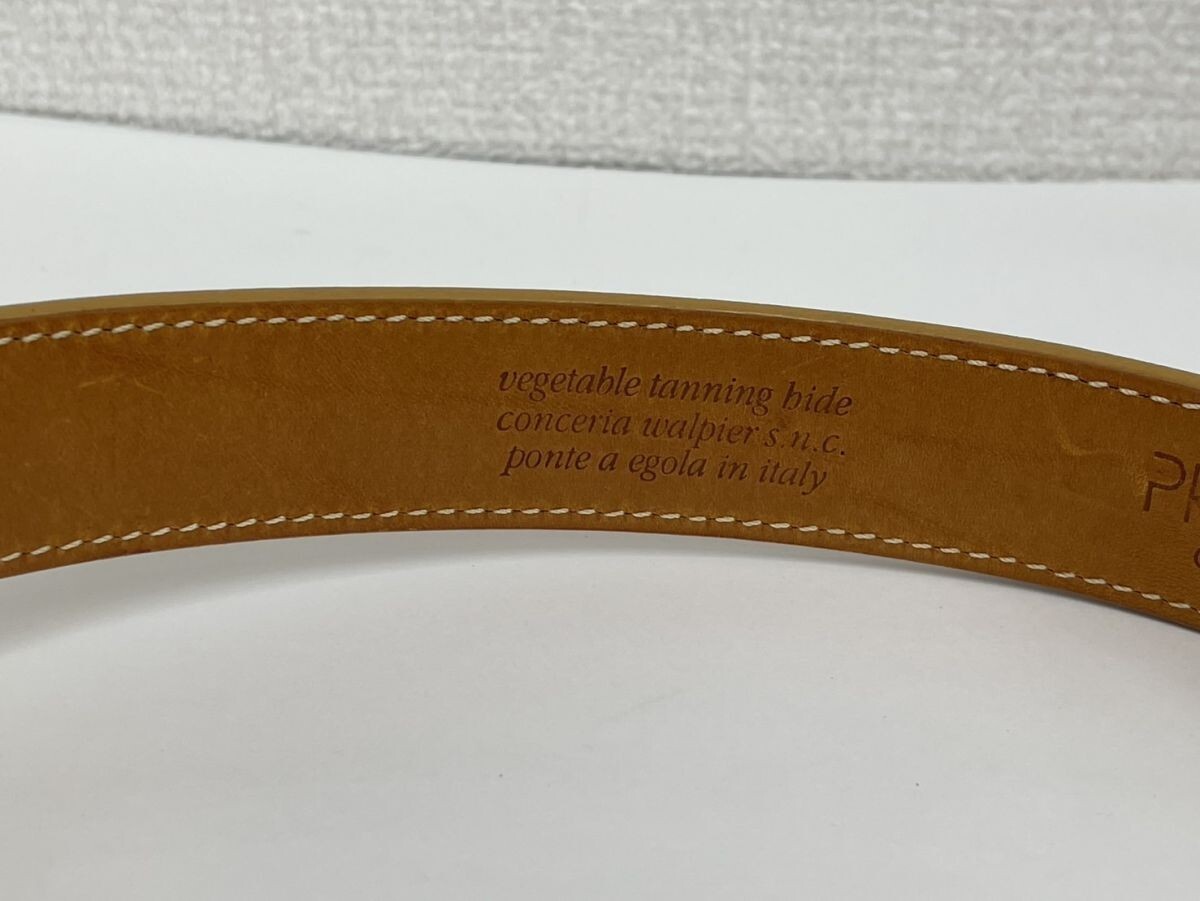 vegetable tanning hide
conceria walpier s.n.c.
ponte a egola in italy